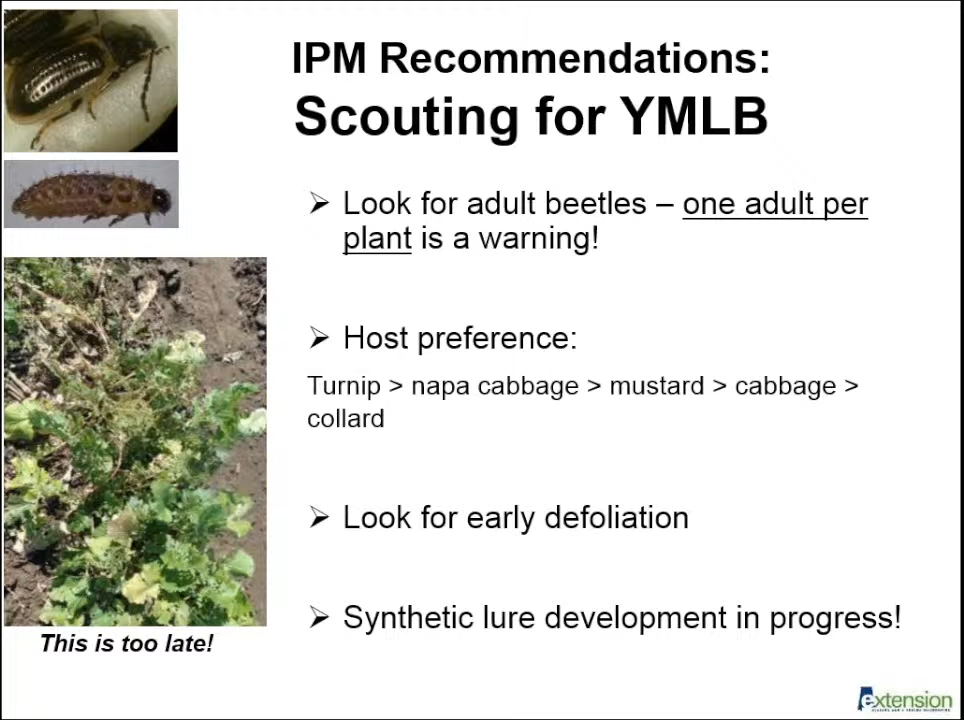 IPM Recommendations:
Scouting for YMLB
➢ Look for adult beetles – one adult per
plant is a warning!
➢ Host preference:
Turnip > napa cabbage > mustard > cabbage >
collard
➢ Look for early defoliation
➢ Synthetic lure development in progress!
This is too late!
extension